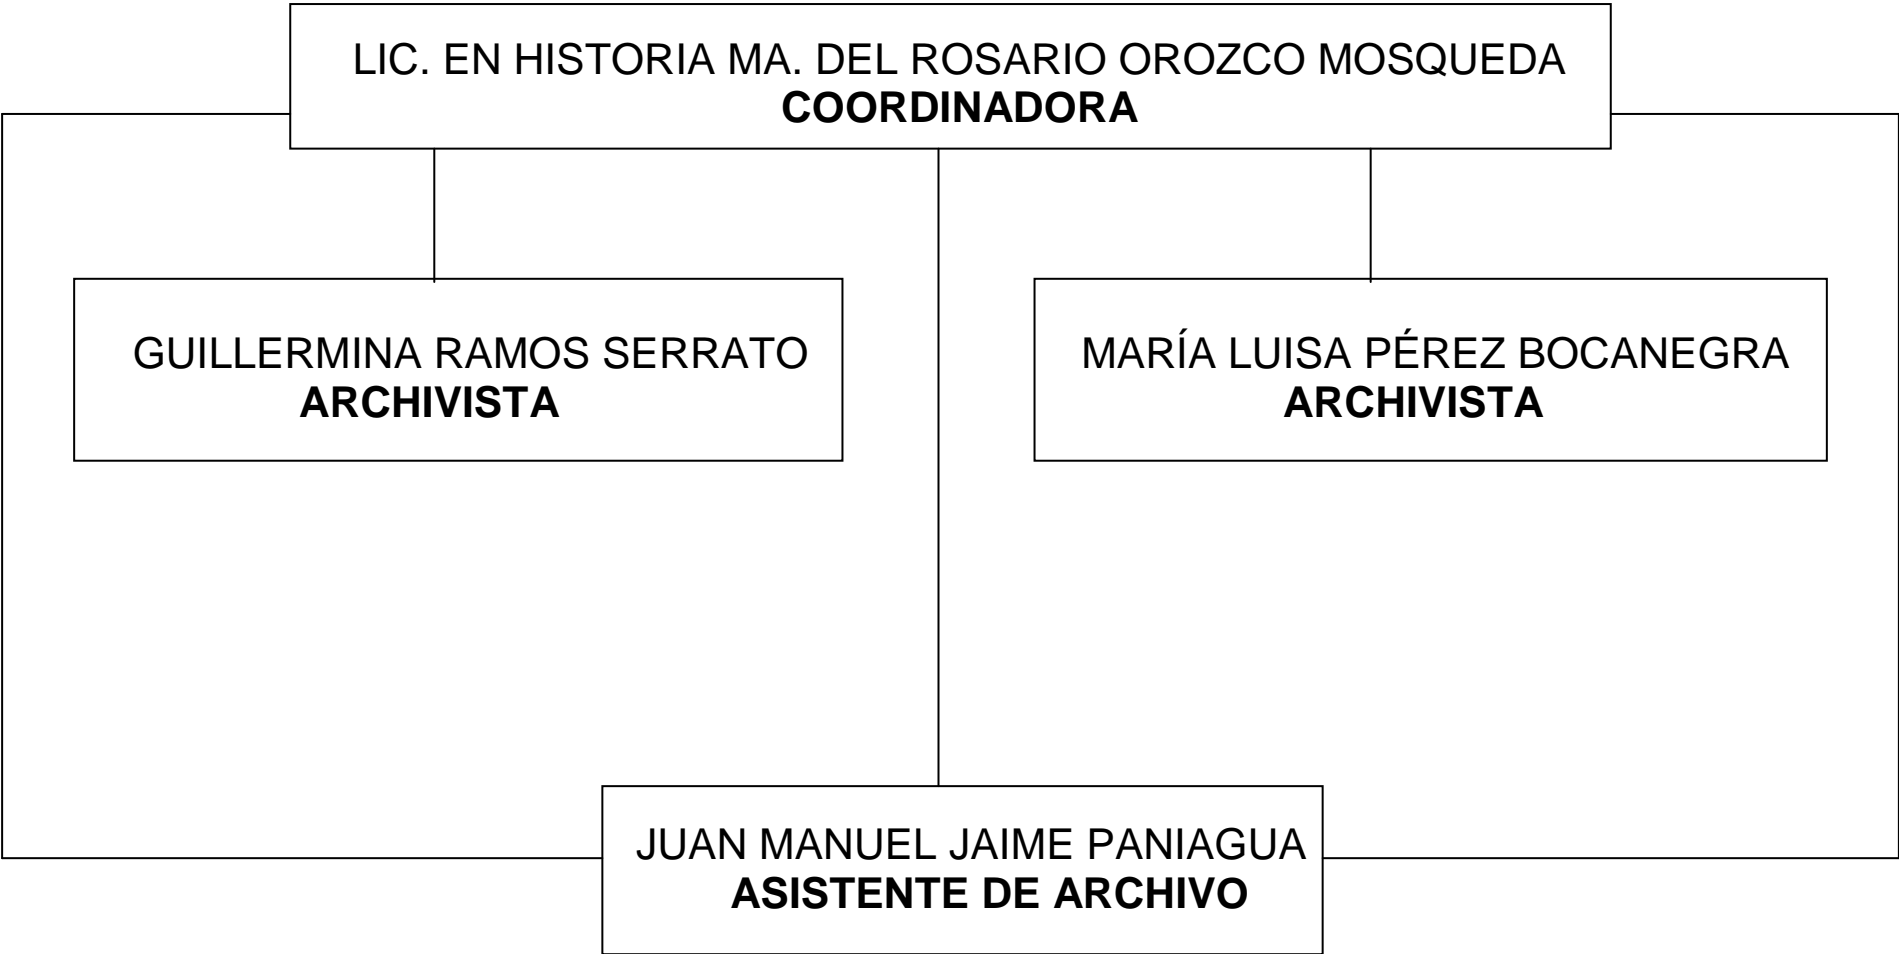 LIC. EN HISTORIA MA. DEL ROSARIO OROZCO MOSQUEDA
COORDINADORA
GUILLERMINA RAMOS SERRATO
ARCHIVISTA
MARÍA LUISA PÉREZ BOCANEGRA
ARCHIVISTA
JUAN MANUEL JAIME PANIAGUA
ASISTENTE DE ARCHIVO